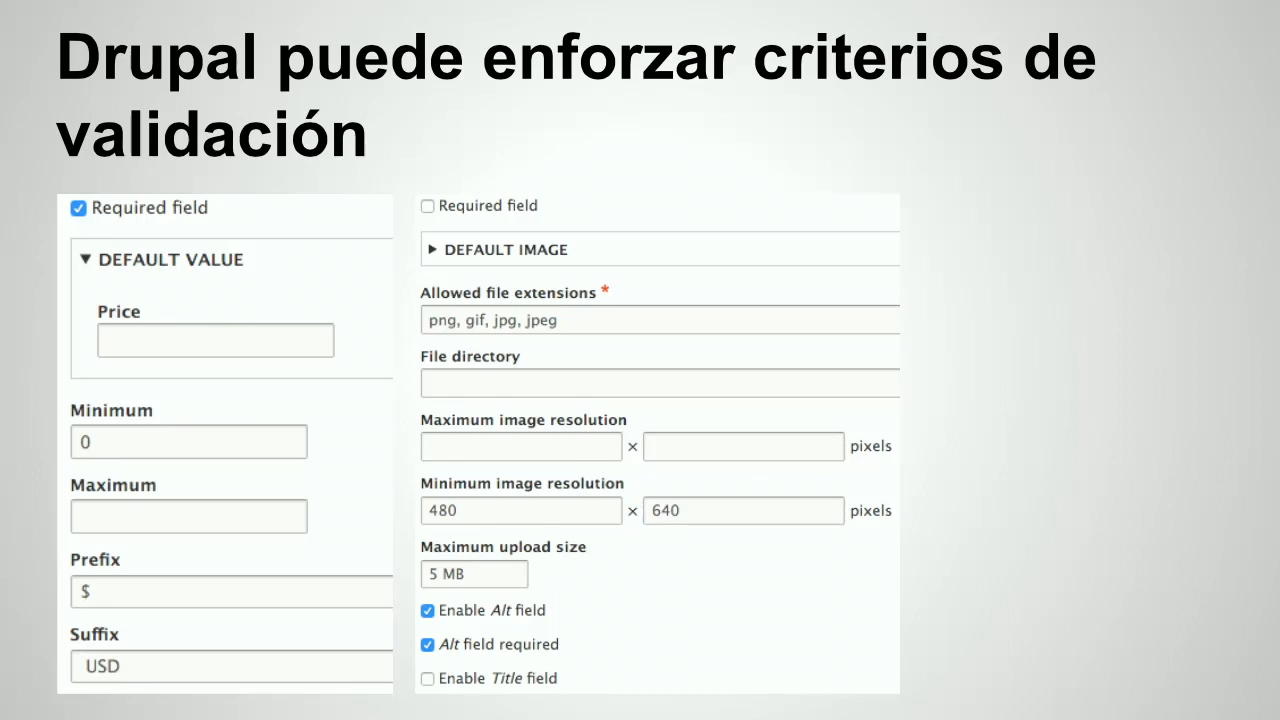 Drupal puede enforzar criterios de
validación
Required field
DEFAULT VALUE
Price
Minimum
0
Maximum
Prefix
$
Suffix
USD
Required field
DEFAULT IMAGE
Allowed file extensions *
png, gif, jpg, jpeg
File directory
Maximum image resolution
× pixels
Minimum image resolution
480 × 640 pixels
Maximum upload size
5 MB
Enable Alt field
Alt field required
Enable Title field